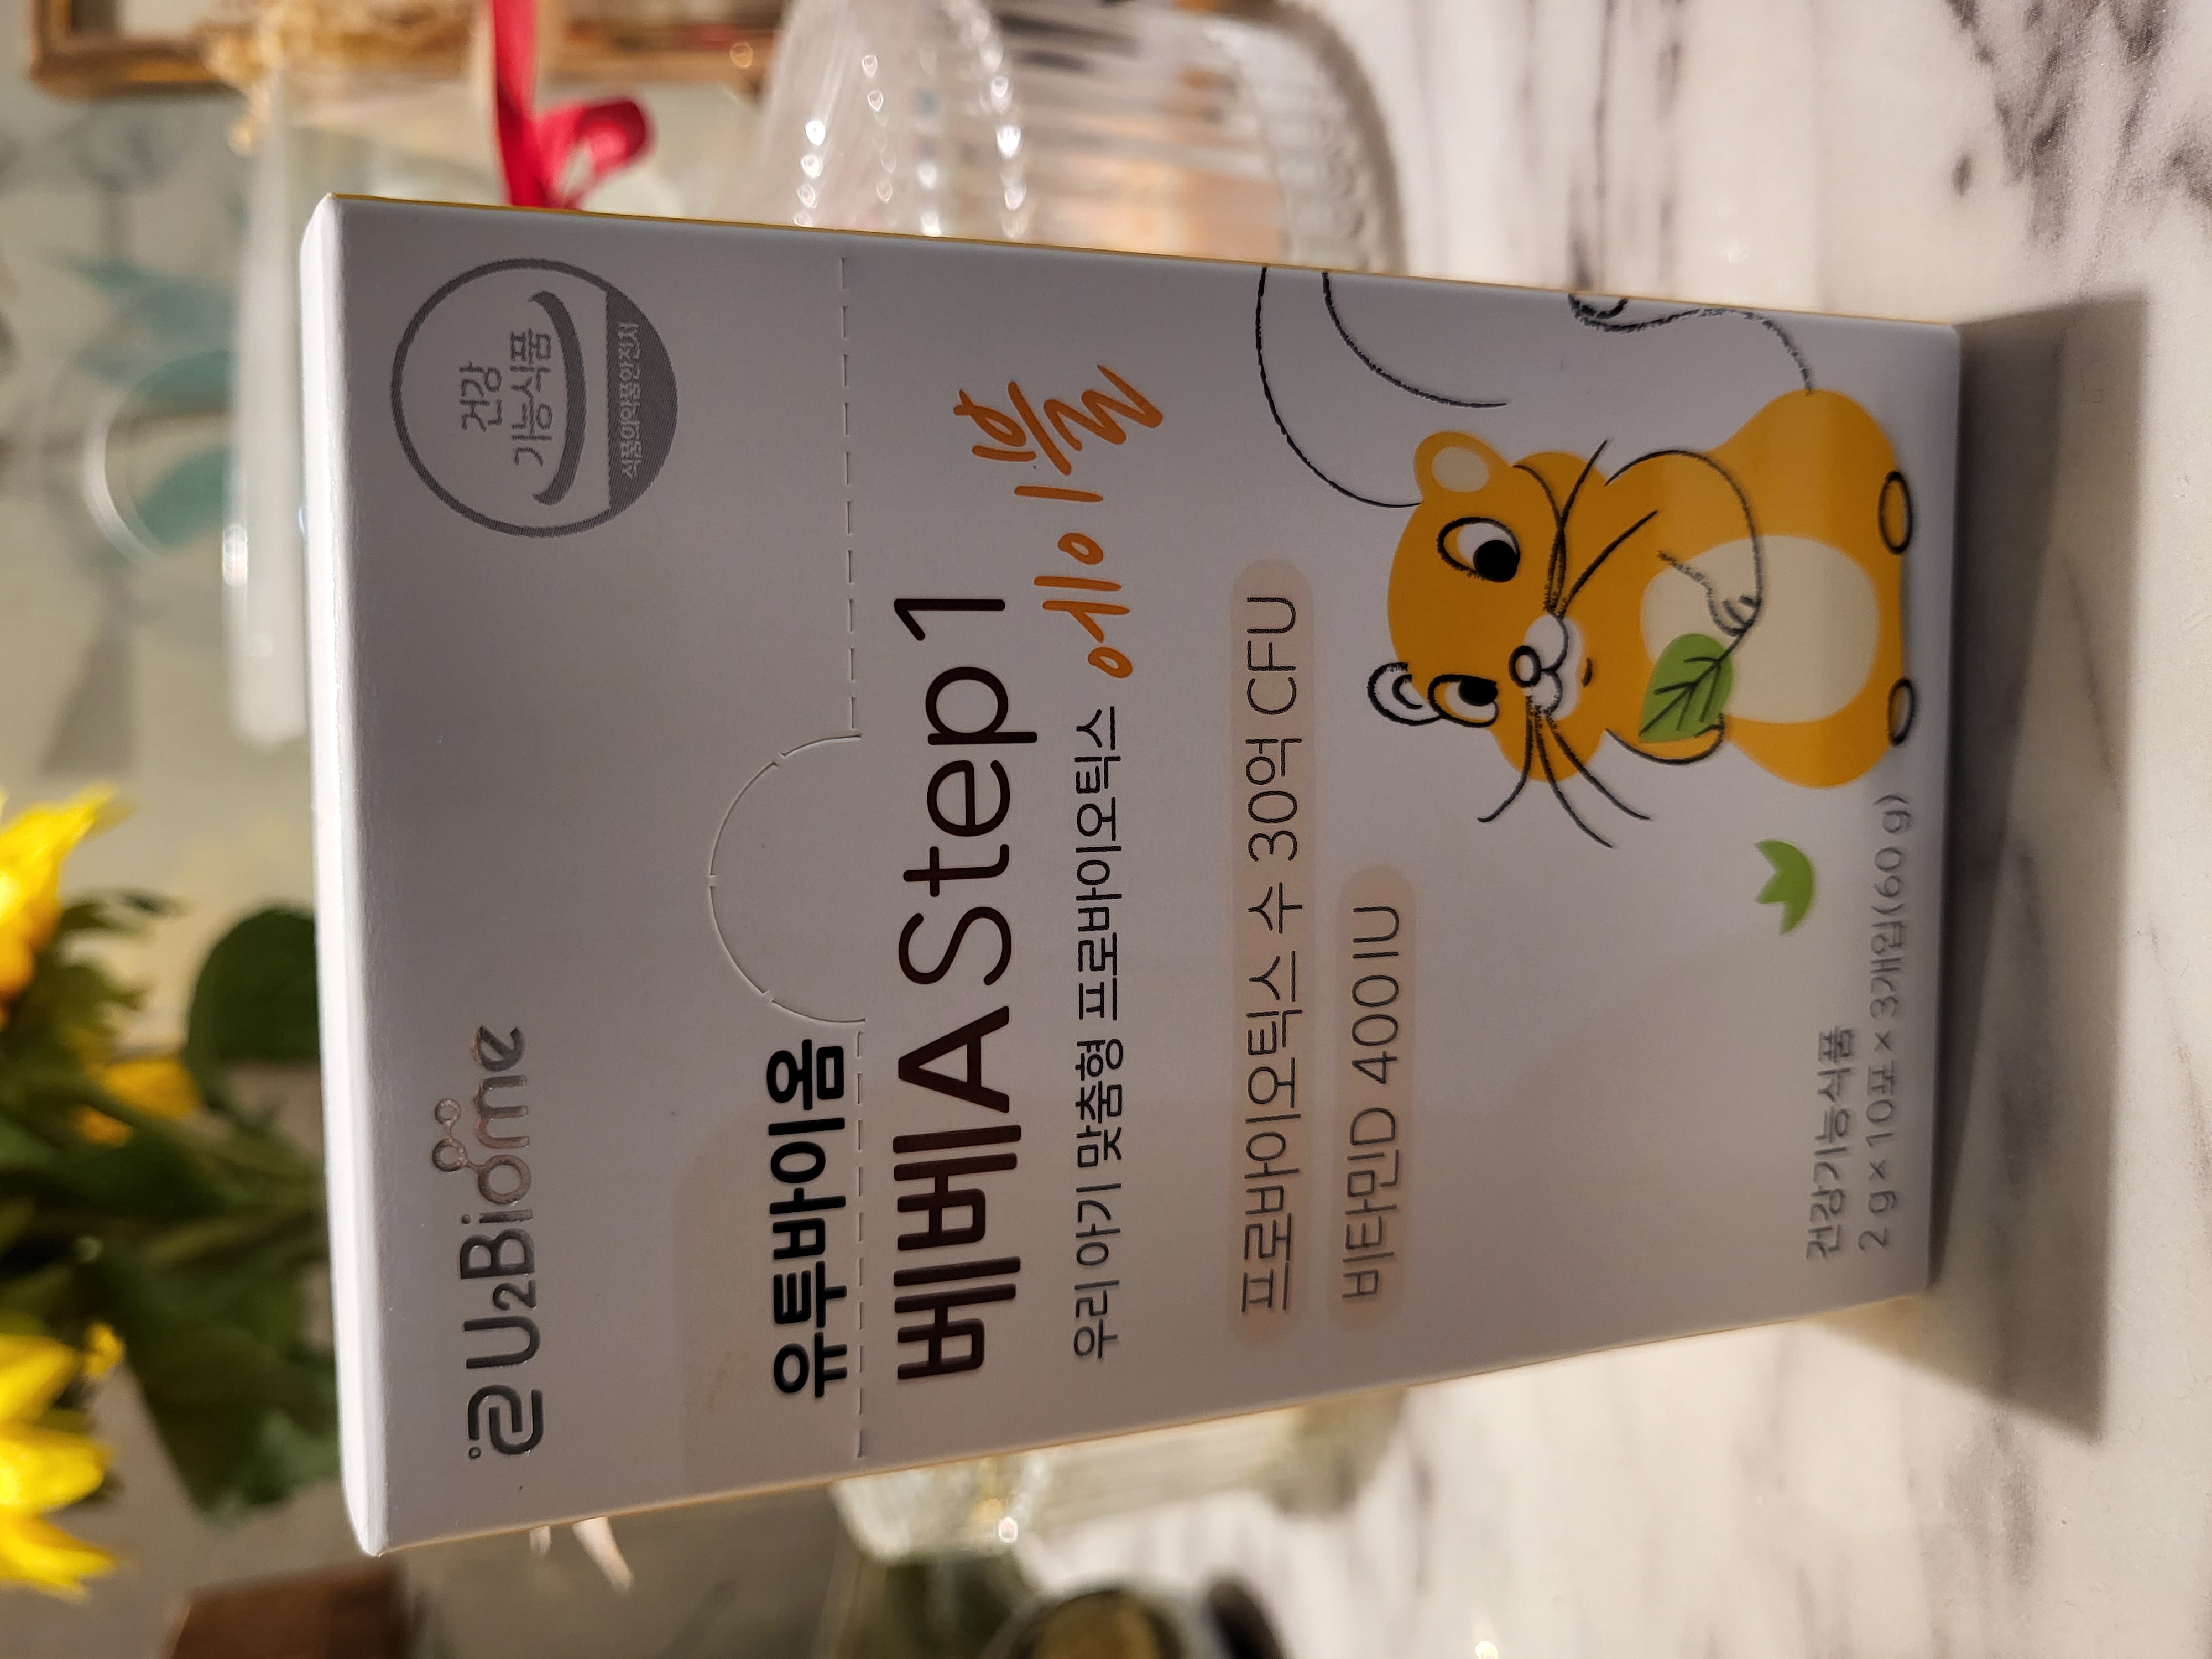 U2Biome
건강
기능식품
식품의약품안전처
유투바이옴
베베A Step1
우리 아기 맞춤형 프로바이오틱스 에이블
프로바이오틱스 수 30억 CFU
비타민D 400IU
건강기능식품
2 g × 10포 × 3개입(60 g)